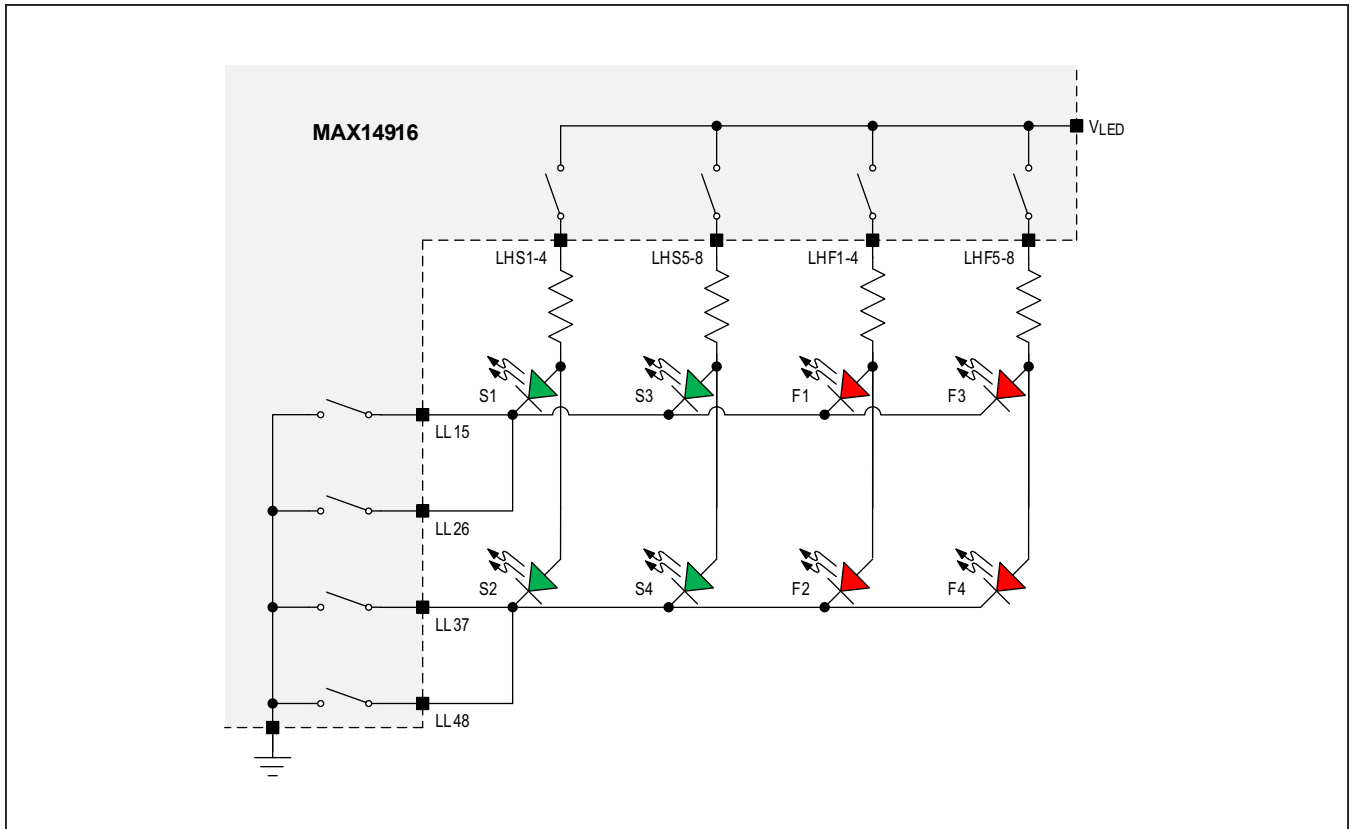 MAX14916
VLED
LHS1-4
LHS5-8
LHF1-4
LHF5-8
S1
S3
F1
F3
LL15
LL26
S2
S4
F2
F4
LL37
LL48